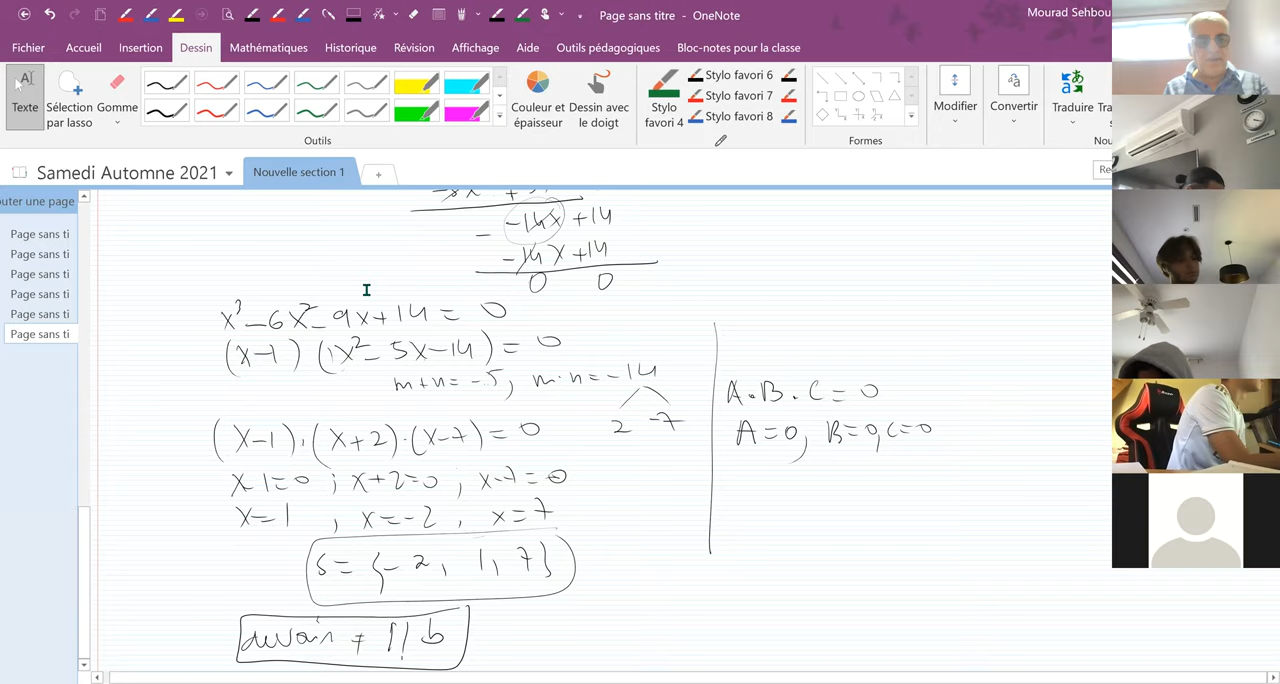 Page sans titre - OneNote
Mourad Sehbou
Fichier Accueil Insertion Dessin Mathématiques Historique Révision Affichage Aide Outils pédagogiques Bloc-notes pour la classe
Texte
Sélection par lasso
Gomme
Couleur et épaisseur
Dessin avec le doigt
Stylo favori 4
Stylo favori 6
Stylo favori 7
Stylo favori 8
Modifier
Convertir
Traduire
Tra
Outils
Formes
Nou
Samedi Automne 2021
Nouvelle section 1
Re
outer une page
Page sans ti
Page sans ti
Page sans ti
Page sans ti
Page sans ti
Page sans ti
-14x +14
- -14x +14
0 0
x³ - 6x² - 9x + 14 = 0
(x-1) (1x² - 5x - 14) = 0
m+n = -5, m·n = -14
2 -7
(x-1)·(x+2)·(x-7) = 0
x-1=0 ; x+2=0 ; x-7=0
x=1 , x=-2 , x=7
S = {-2, 1, 7}
A·B·C = 0
A=0, B=0, C=0